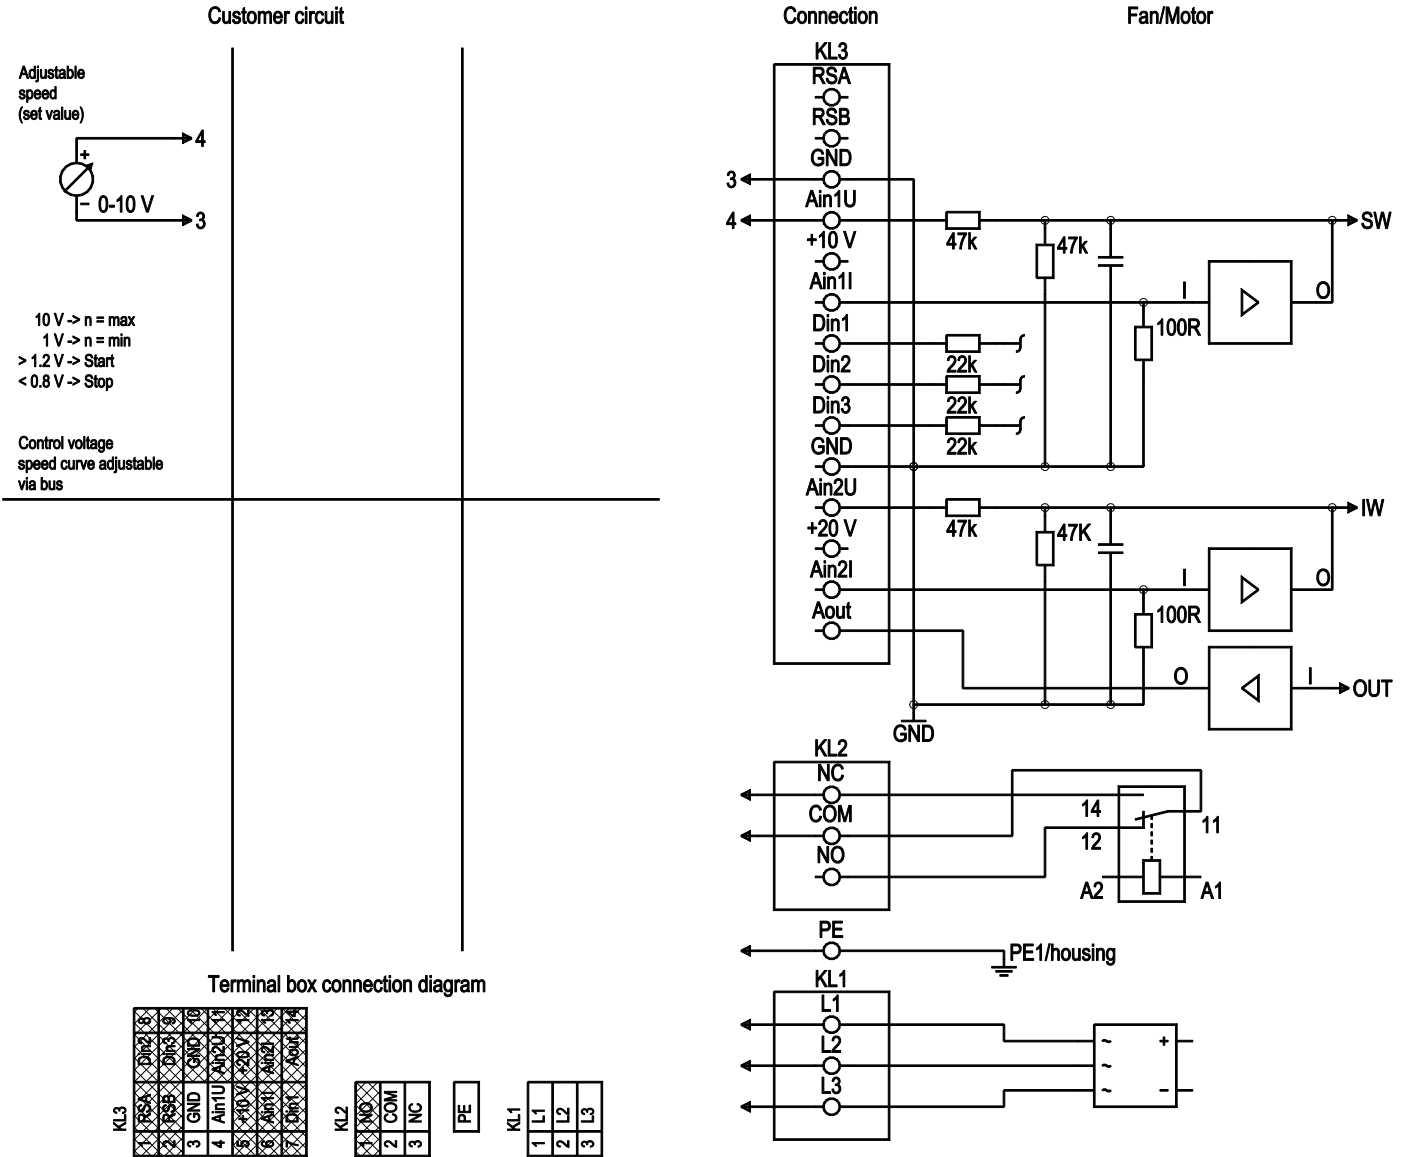 Customer circuit
Connection
Fan/Motor
Adjustable
speed
(set value)
4
+
−
0-10 V
3
10 V -> n = max
1 V -> n = min
> 1.2 V -> Start
< 0.8 V -> Stop
Control voltage
speed curve adjustable
via bus
KL3
RSA
RSB
GND
3
Ain1U
4
47k
47k
SW
+10 V
Ain1I
I
O
100R
Din1
22k
Din2
22k
Din3
22k
GND
Ain2U
47k
47K
IW
+20 V
Ain2I
I
O
100R
Aout
O
I
OUT
GND
KL2
NC
COM
NO
14
12
11
A2
A1
PE
PE1/housing
KL1
L1
L2
L3
~
~
~
+
−
Terminal box connection diagram
KL3
1 RSA Din2 8
2 RSB Din3 9
3 GND GND 10
4 Ain1U Ain2U 11
5 +10 V +20 V 12
6 Ain1I Ain2I 13
7 Din1 Aout 14
KL2
1 NO
2 COM
3 NC
PE
KL1
1 L1
2 L2
3 L3